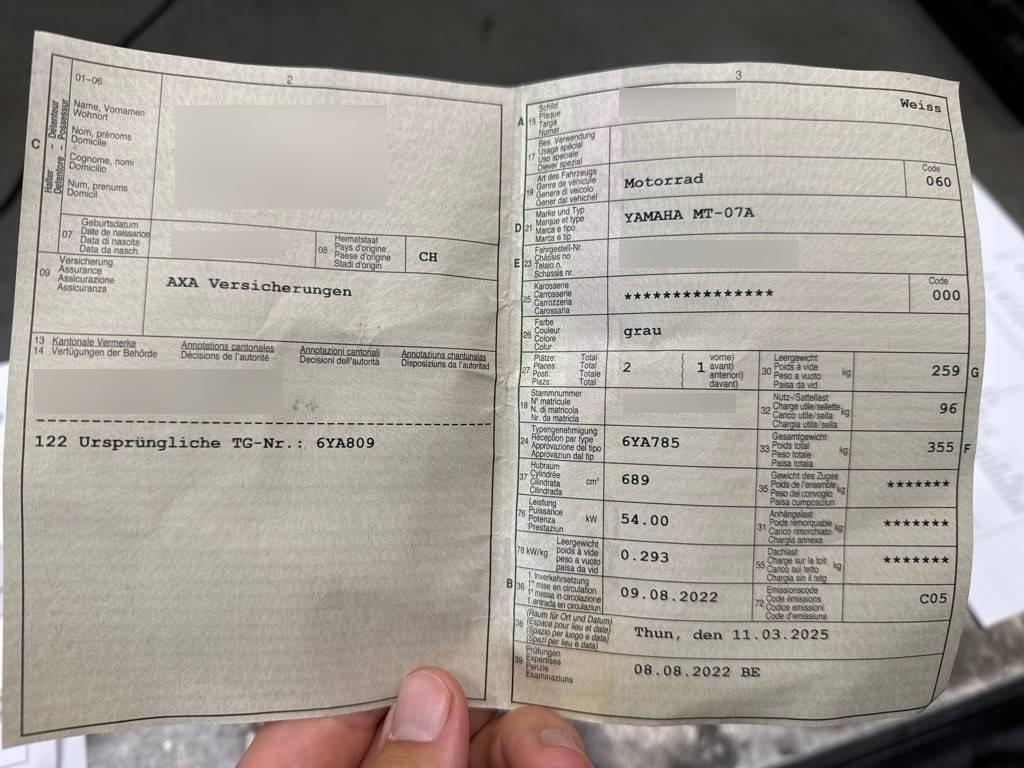 2
01-06
C
Halter - Détenteur
Detentore - Possessur
Name, Vornamen
Wohnort
Nom, prénoms
Domicile
Cognome, nomi
Domicilio
Num, prenums
Domicil
07
Geburtsdatum
Date de naissance
Data di nascita
Data da nasch.
08
Heimatstaat
Pays d'origine
Paese d'origine
Stadi d'origin
CH
09
Versicherung
Assurance
Assicurazione
Assicuranza
AXA Versicherungen
13 Kantonale Vermerke Annotations cantonales Annotazioni cantonali Annotaziuns chantunalas
14 Verfügungen der Behörde Décisions de l'autorité Decisioni dell'autorità Disposiziuns da l'autoritad
122 Ursprüngliche TG-Nr.: 6YA809
3
A 15
Schild
Plaque
Targa
Numer
Weiss
17
Bes. Verwendung
Usage spécial
Uso speciale
Diever spezial
19
Art des Fahrzeugs
Genre de véhicule
Genere di veicolo
Gener dal vehichel
Motorrad
Code
060
D 21
Marke und Typ
Marque et type
Marca e tipo
Marca e tip
YAMAHA MT-07A
E 23
Fahrgestell-Nr.
Châssis no
Telaio n.
Schassis nr.
25
Karosserie
Carrosserie
Carrozzeria
Carossaria
***************
Code
000
26
Farbe
Couleur
Colore
Colur
grau
27
Plätze: Total
Places: Total
Posti: Totale
Plazs: Total
2
1
vorne)
avant)
anteriori)
davant)
30
Leergewicht
Poids à vide
Peso a vuoto
Paisa da vid
kg
259 G
18
Stammnummer
N° matricule
N. di matricola
Nr. da matricla
32
Nutz-/Sattellast
Charge utile/sellette
Carico utile/sella
Chargia utila/sella
kg
96
24
Typengenehmigung
Réception par type
Approvazione del tipo
Approvaziun dal tip
6YA785
33
Gesamtgewicht
Poids total
Peso totale
Paisa totala
kg
355 F
37
Hubraum
Cylindrée
Cilindrata
Cilindrada
cm³
689
35
Gewicht des Zuges
Poids de l'ensemble
Peso del convoglio
Paisa cumposiziun
kg
*******
76
Leistung
Puissance
Potenza
Prestaziun
kW
54.00
31
Anhängelast
Poids remorquable
Carico rimorchiato
Chargia annexa
kg
*******
78 kW/kg
Leergewicht
poids à vide
peso a vuoto
paisa da vid
0.293
55
Dachlast
Charge sur le toit
Carico sul tetto
Chargia sin il tetg
kg
*******
B 36
1. Inverkehrsetzung
1re mise en circulation
1a messa in circolazione
1. entrada en circulaziun
09.08.2022
72
Emissionscode
Code émissions
Codice emissioni
Code d'emissiuns
C05
38
(Raum für Ort und Datum)
(Espace pour lieu et date)
(Spazio per luogo e data)
(Spazi per lieu e data)
Thun, den 11.03.2025
39
Prüfungen
Expertises
Perizie
Examinaziuns
08.08.2022 BE